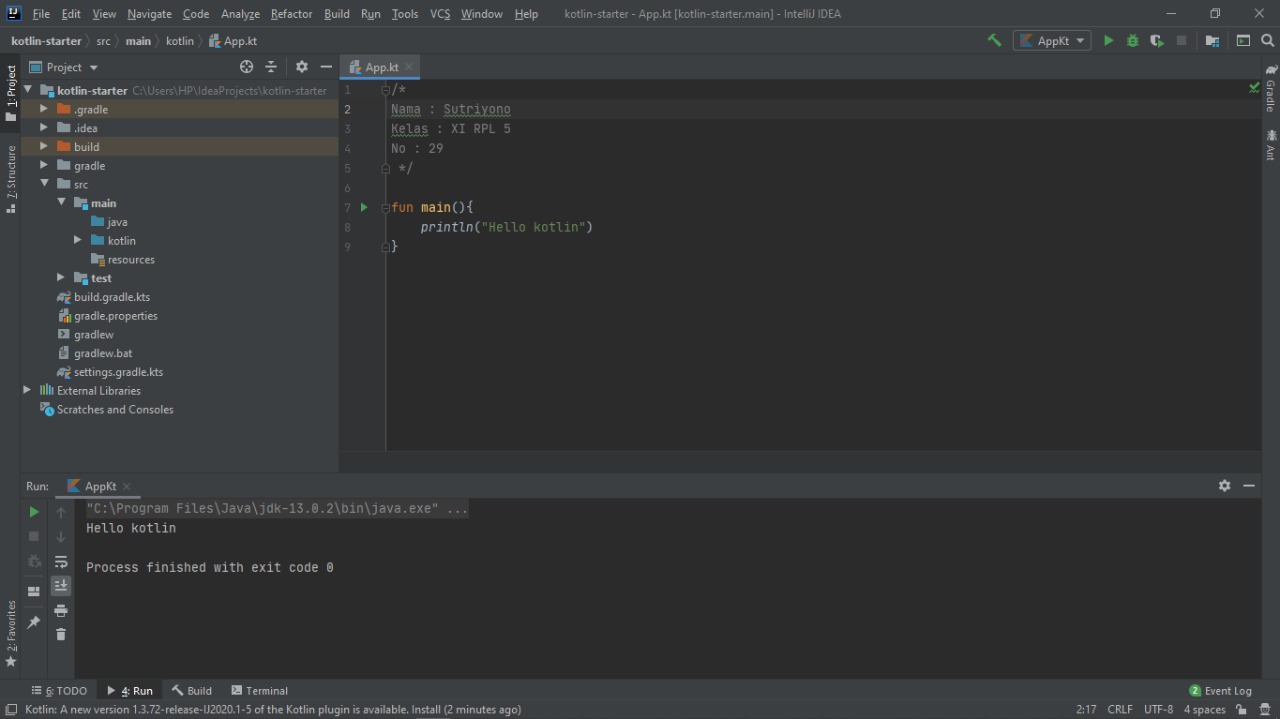 File Edit View Navigate Code Analyze Refactor Build Run Tools VCS Window Help kotlin-starter - App.kt [kotlin-starter.main] - IntelliJ IDEA
kotlin-starter src main kotlin App.kt AppKt
Project App.kt
1: Project
7: Structure
2: Favorites
kotlin-starter C:\Users\HP\IdeaProjects\kotlin-starter
.gradle
.idea
build
gradle
src
main
java
kotlin
resources
test
build.gradle.kts
gradle.properties
gradlew
gradlew.bat
settings.gradle.kts
External Libraries
Scratches and Consoles
1 /*
2 Nama : Sutriyono
3 Kelas : XI RPL 5
4 No : 29
5 */
6
7 fun main(){
8 println("Hello kotlin")
9 }
Gradle
Ant
Run: AppKt
"C:\Program Files\Java\jdk-13.0.2\bin\java.exe" ...
Hello kotlin
Process finished with exit code 0
6: TODO 4: Run Build Terminal 2 Event Log
Kotlin: A new version 1.3.72-release-IJ2020.1-5 of the Kotlin plugin is available. Install (2 minutes ago) 2:17 CRLF UTF-8 4 spaces